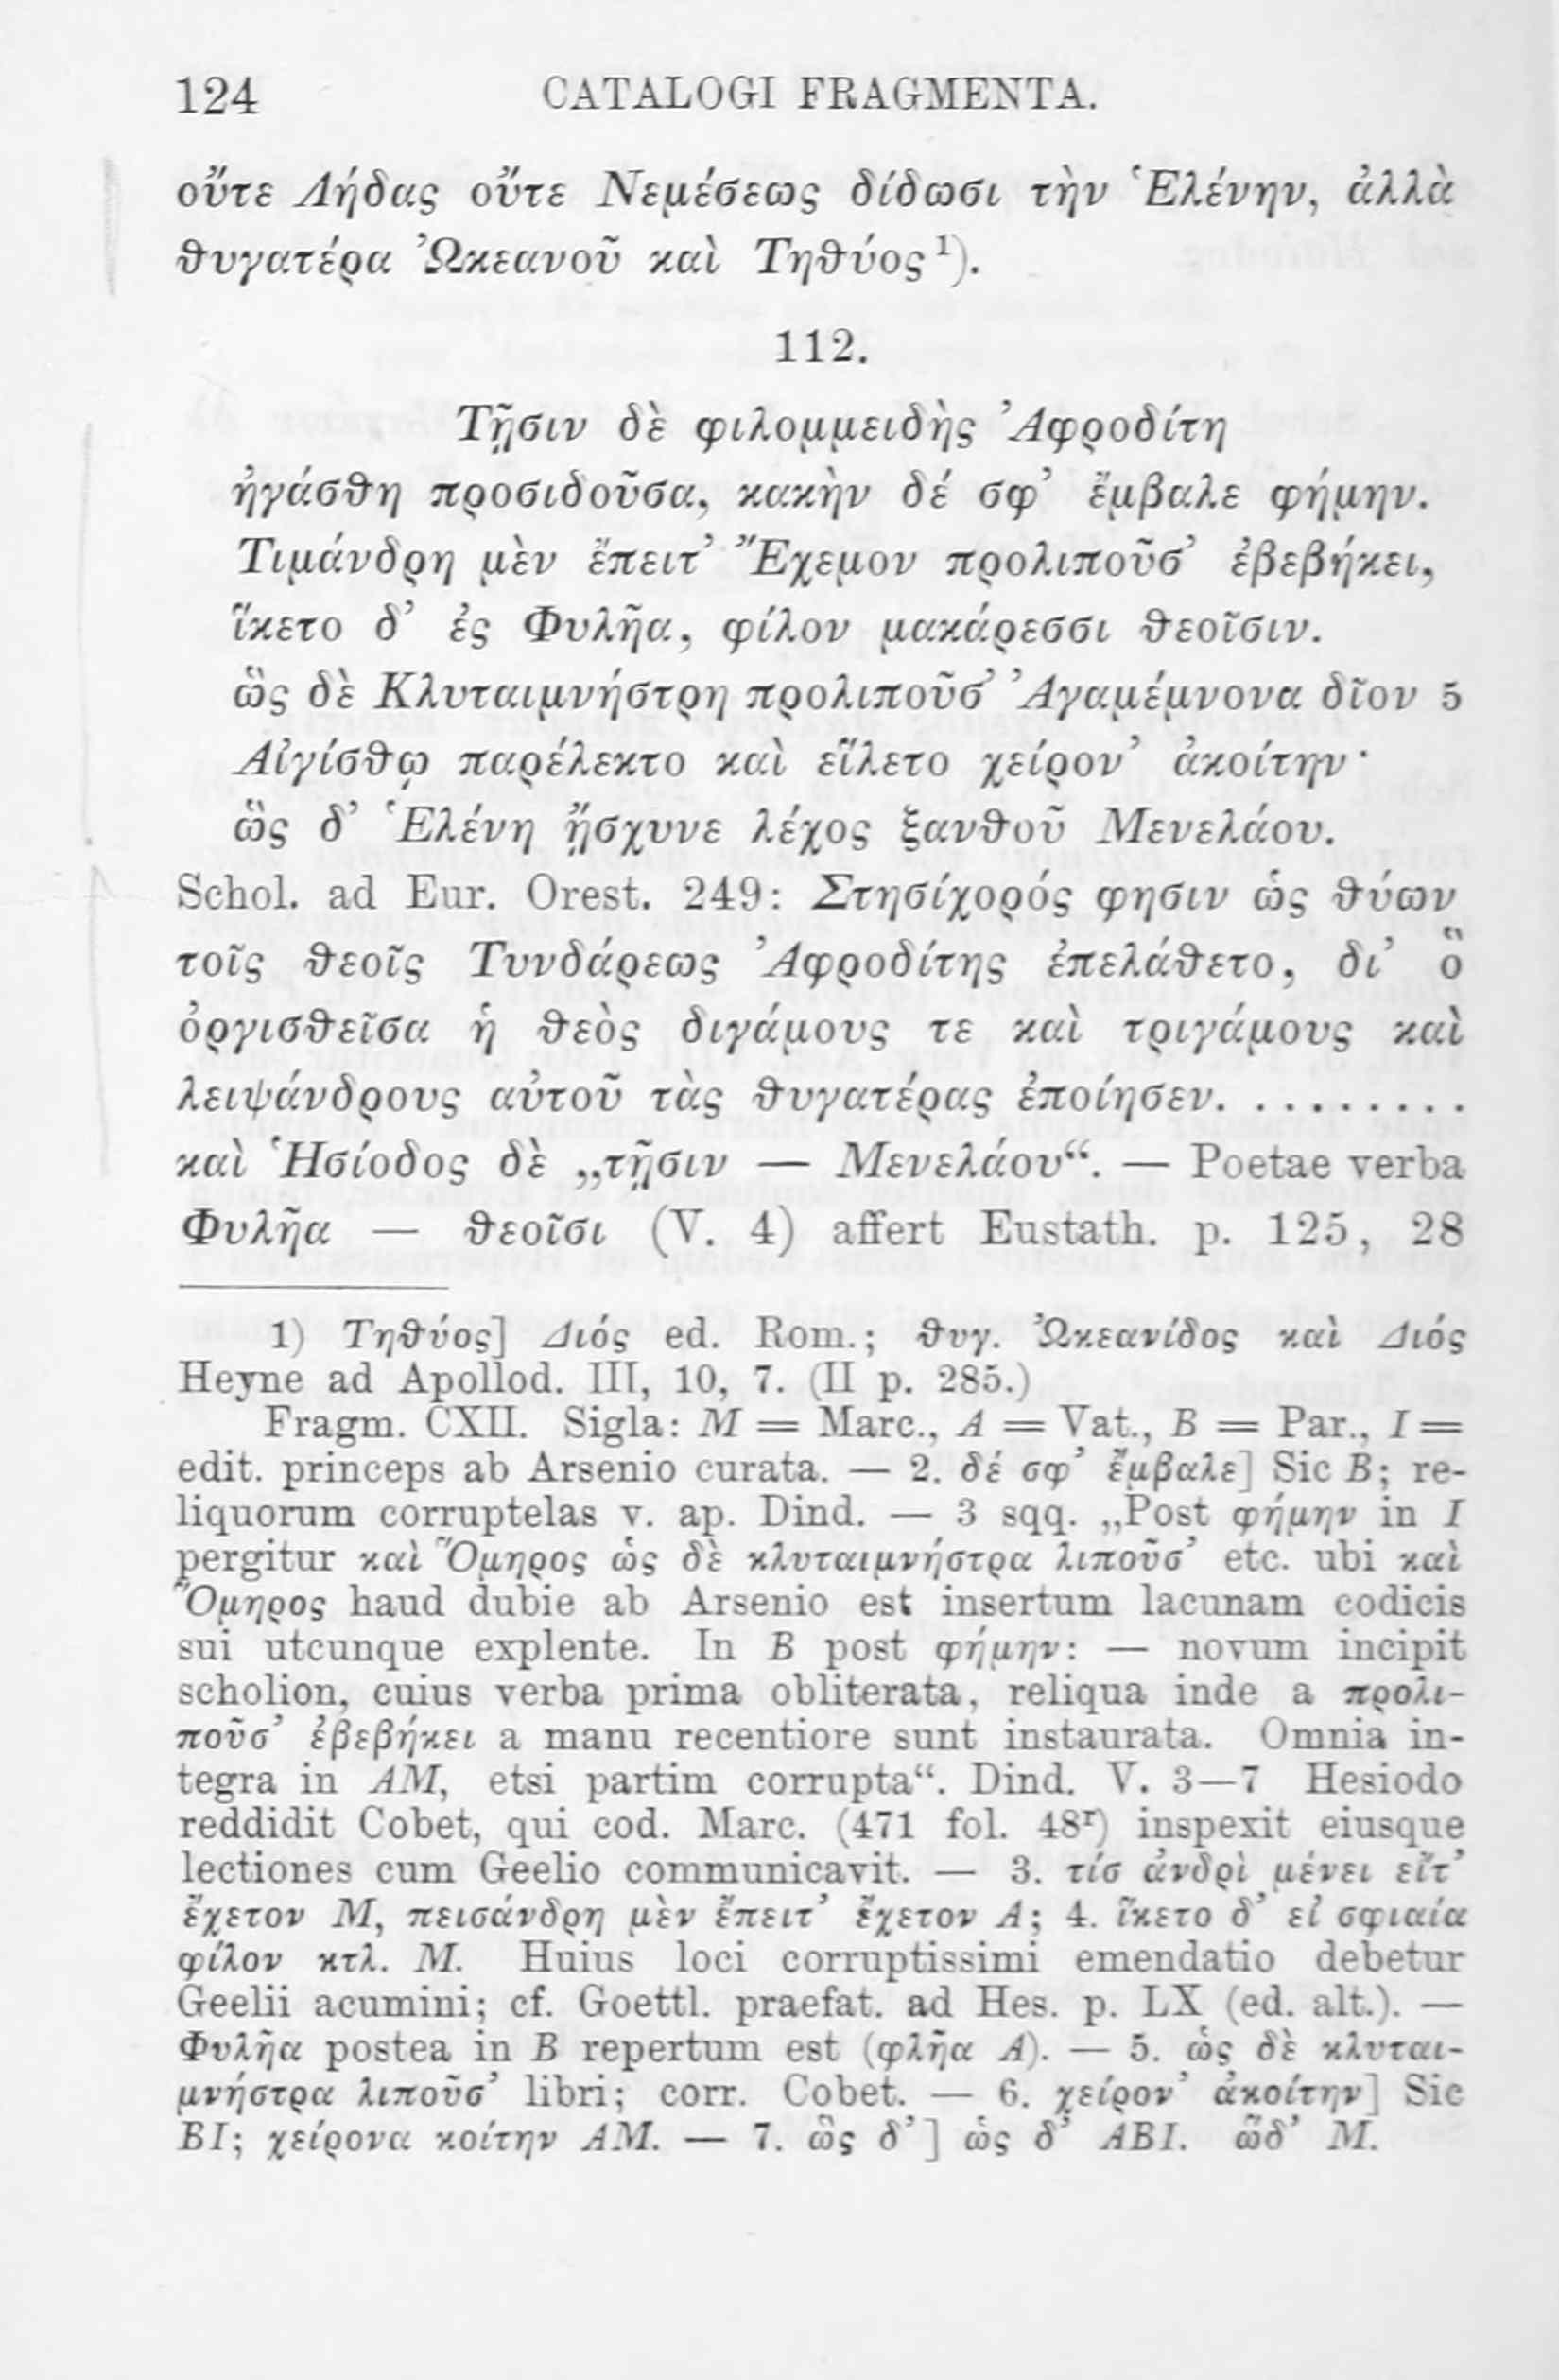 124 CATALOGI FRAGMENTA.
οὔτε Λήδας οὔτε Νεμέσεως δίδωσι τὴν Ἑλένην, ἀλλὰ
ϑυγατέρα Ὠκεανοῦ καὶ Τηϑύος¹).
112.
Τῇσιν δὲ φιλομμειδὴς Ἀφροδίτη
ἠγάσϑη προσιδοῦσα, κακὴν δέ σφ’ ἔμβαλε φήμην.
Τιμάνδρη μὲν ἔπειτ’ Ἔχεμον προλιποῦσ’ ἐβεβήκει,
ἵκετο δ’ ἐς Φυλῆα, φίλον μακάρεσσι ϑεοῖσιν.
ὣς δὲ Κλυταιμνήστρη προλιποῦσ’ Ἀγαμέμνονα δῖον 5
Αἰγίσϑῳ παρέλεκτο καὶ εἵλετο χείρον’ ἀκοίτην·
ὣς δ’ Ἑλένη ᾔσχυνε λέχος ξανϑοῦ Μενελάου.
Schol. ad Eur. Orest. 249: Στησίχορός φησιν ὡς ϑύων
τοῖς ϑεοῖς Τυνδάρεως Ἀφροδίτης ἐπελάϑετο, δι’ ὃ
ὀργισϑεῖσα ἡ ϑεὸς διγάμους τε καὶ τριγάμους καὶ
λειψάνδρους αὐτοῦ τὰς ϑυγατέρας ἐποίησεν. ........
καὶ Ἡσίοδος δὲ „τῇσιν — Μενελάου“. — Poetae verba
Φυλῆα — ϑεοῖσι (V. 4) affert Eustath. p. 125, 28
1) Τηϑύος] Διός ed. Rom.; ϑυγ. Ὠκεανίδος καὶ Διός
Heyne ad Apollod. III, 10, 7. (II p. 285.)
Fragm. CXII. Sigla: M = Marc., A = Vat., B = Par., I =
edit. princeps ab Arsenio curata. — 2. δέ σφ’ ἔμβαλε] Sic B; re-
liquorum corruptelas v. ap. Dind. — 3 sqq. „Post φήμην in I
pergitur καὶ Ὅμηρος ὡς δὲ κλυταιμνήστρα λιποῦσ’ etc. ubi καὶ
Ὅμηρος haud dubie ab Arsenio est insertum lacunam codicis
sui utcunque explente. In B post φήμην: — novum incipit
scholion, cuius verba prima obliterata, reliqua inde a προλι-
ποῦσ’ ἐβεβήκει a manu recentiore sunt instaurata. Omnia in-
tegra in AM, etsi partim corrupta“. Dind. V. 3—7 Hesiodo
reddidit Cobet, qui cod. Marc. (471 fol. 48ʳ) inspexit eiusque
lectiones cum Geelio communicavit. — 3. τίσ ἀνδρὶ μένει εἴτ’
ἔχετον M, πεισάνδρη μὲν ἔπειτ’ ἔχετον A; 4. ἵκετο δ’ εἰ σφιαία
φίλον κτλ. M. Huius loci corruptissimi emendatio debetur
Geelii acumini; cf. Goettl. praefat. ad Hes. p. LX (ed. alt.). —
Φυλῆα postea in B repertum est (φλῆα A). — 5. ὡς δὲ κλυται-
μνήστρα λιποῦσ’ libri; corr. Cobet. — 6. χείρον’ ἀκοίτην] Sic
BI; χείρονα κοίτην AM. — 7. ὣς δ’] ὡς δ’ ABI. ὧδ’ M.